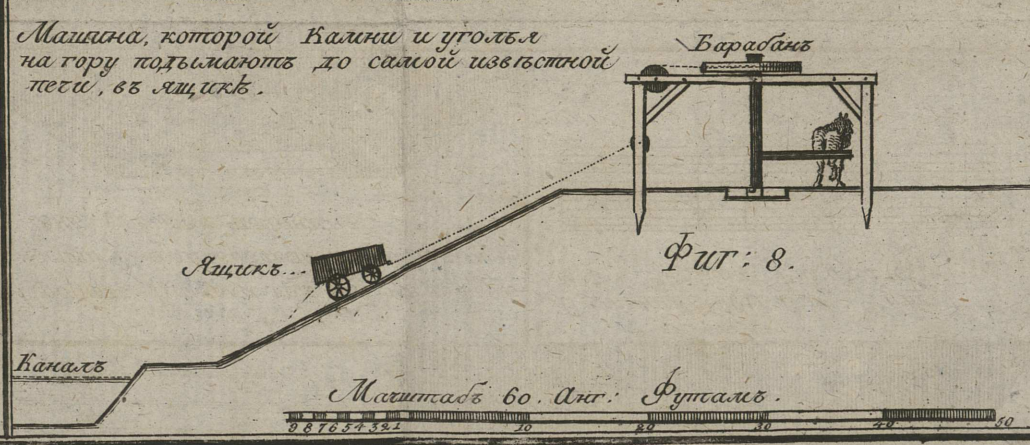 Машина, которой Камни и уголья
на гору подымаютъ до самой извѣстной
печи, въ ящикѣ.
Барабанъ
Ящикъ...
Фиг: 8.
Каналъ
Масштабъ 60. Анг: Футамъ.
9 8 7 6 5 4 3 2 1 10 20 30 40 50